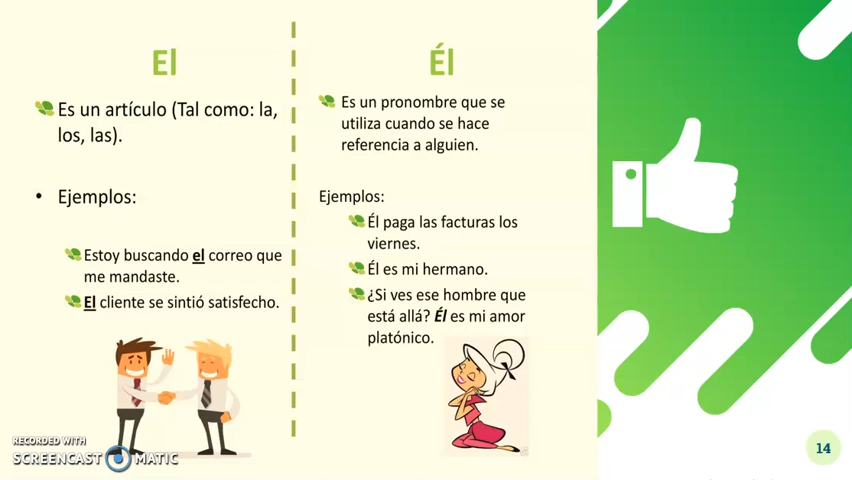 El
Es un artículo (Tal como: la,
los, las).
• Ejemplos:
Estoy buscando el correo que
me mandaste.
El cliente se sintió satisfecho.
Él
Es un pronombre que se
utiliza cuando se hace
referencia a alguien.
Ejemplos:
Él paga las facturas los
viernes.
Él es mi hermano.
¿Si ves ese hombre que
está allá? Él es mi amor
platónico.
RECORDED WITH
SCREENCAST MATIC
14